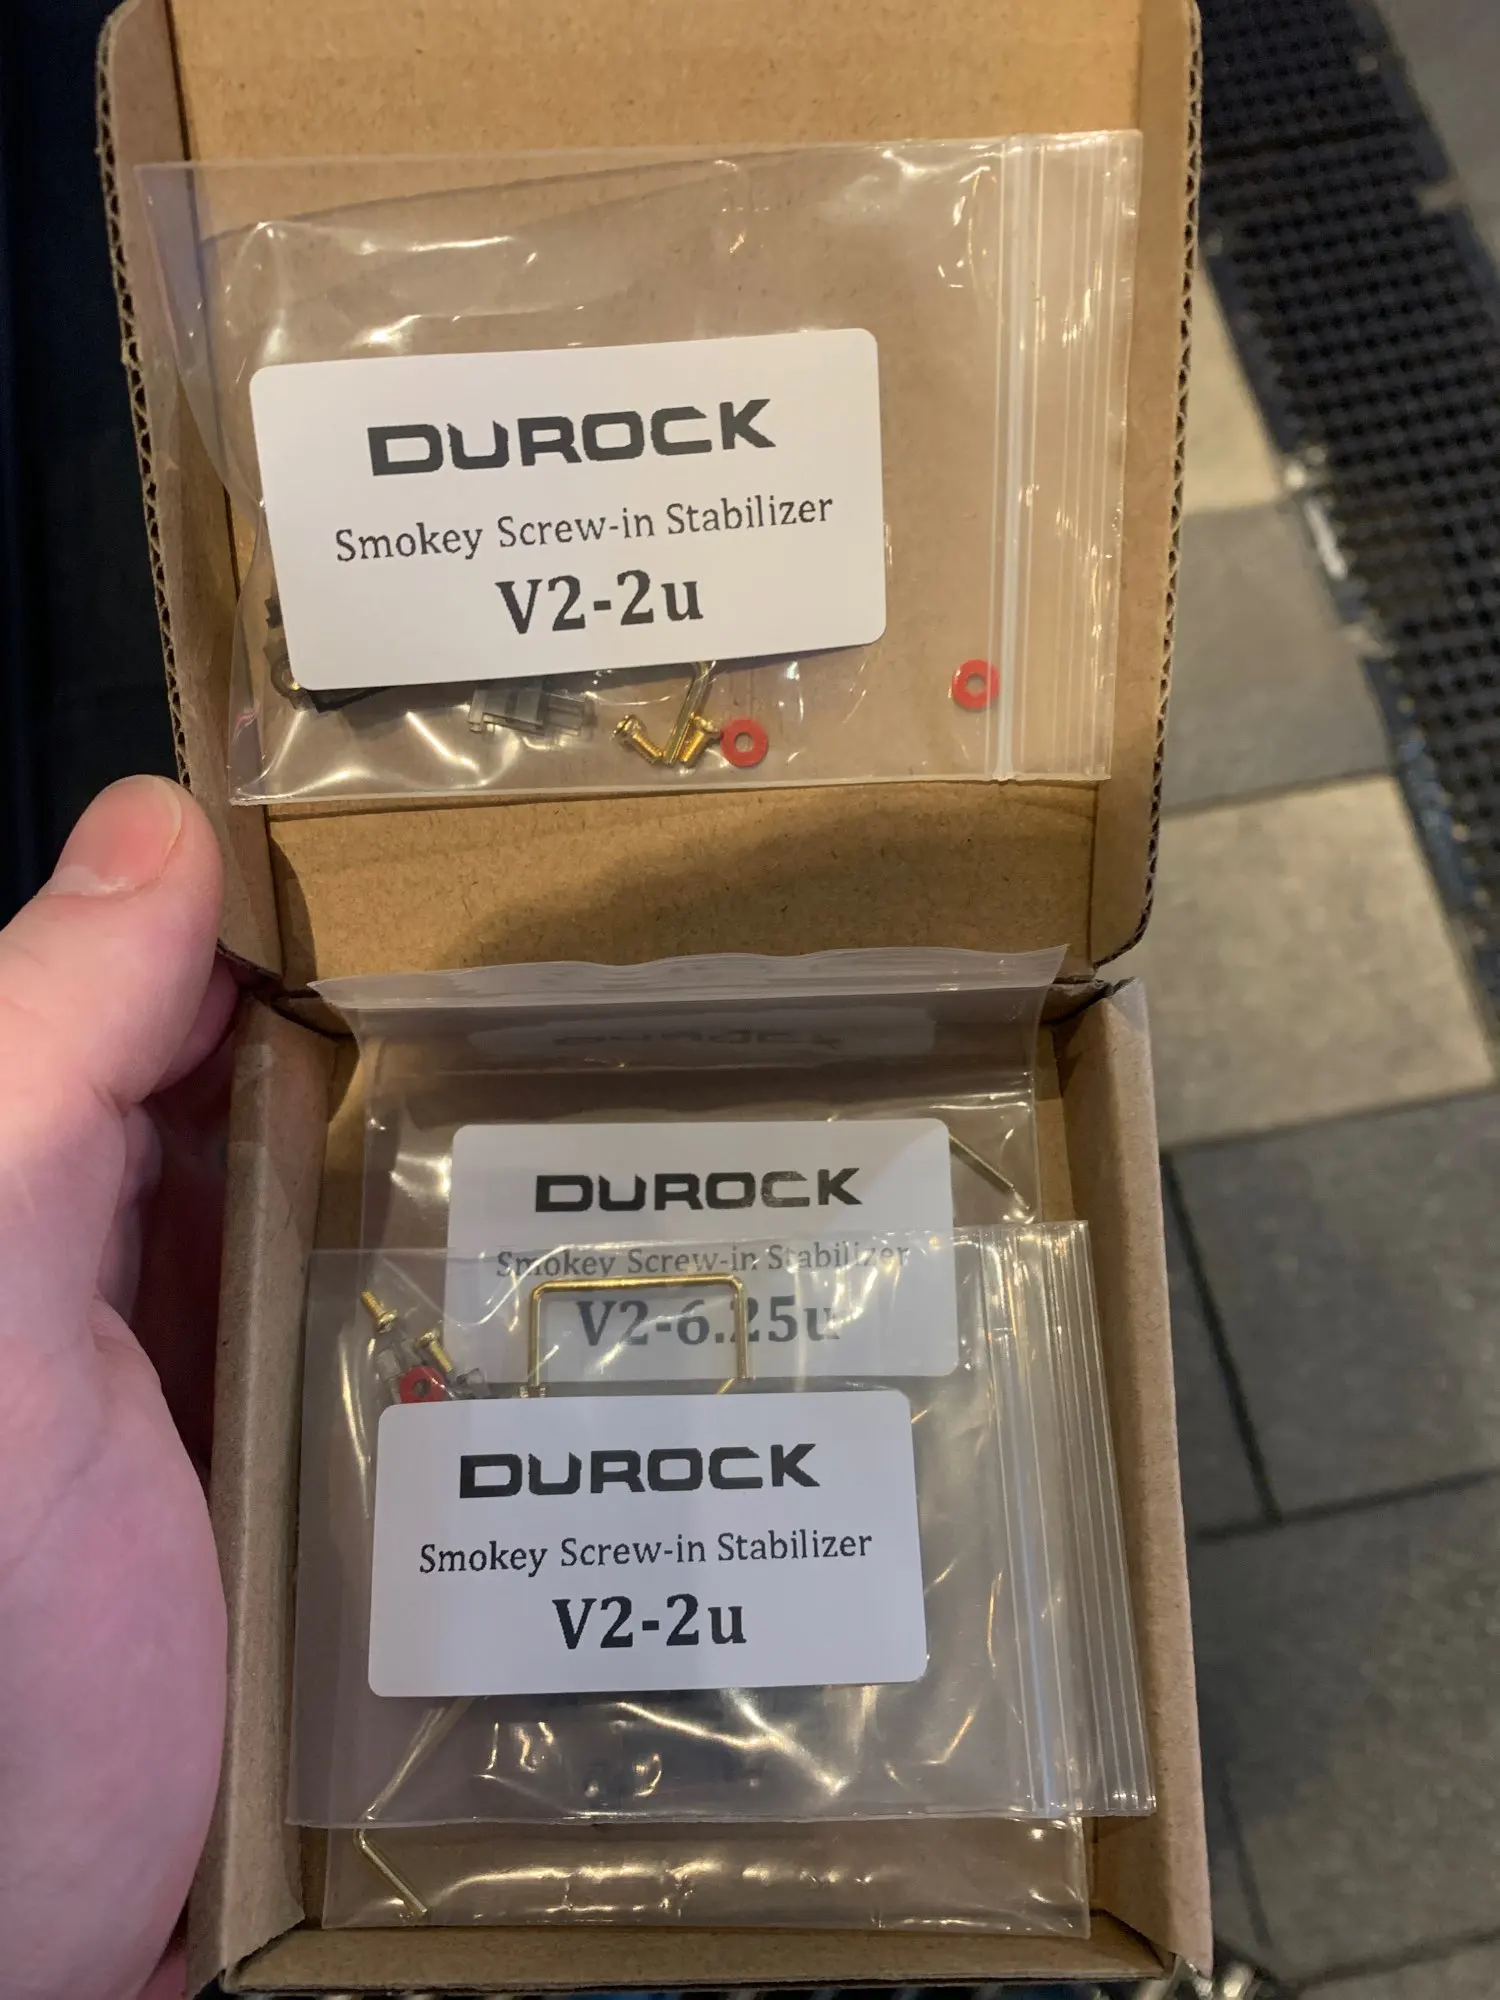 DUROCK
Smokey Screw-in Stabilizer
V2-2u
DUROCK
Smokey Screw-in Stabilizer
V2-6.25u
DUROCK
Smokey Screw-in Stabilizer
V2-2u